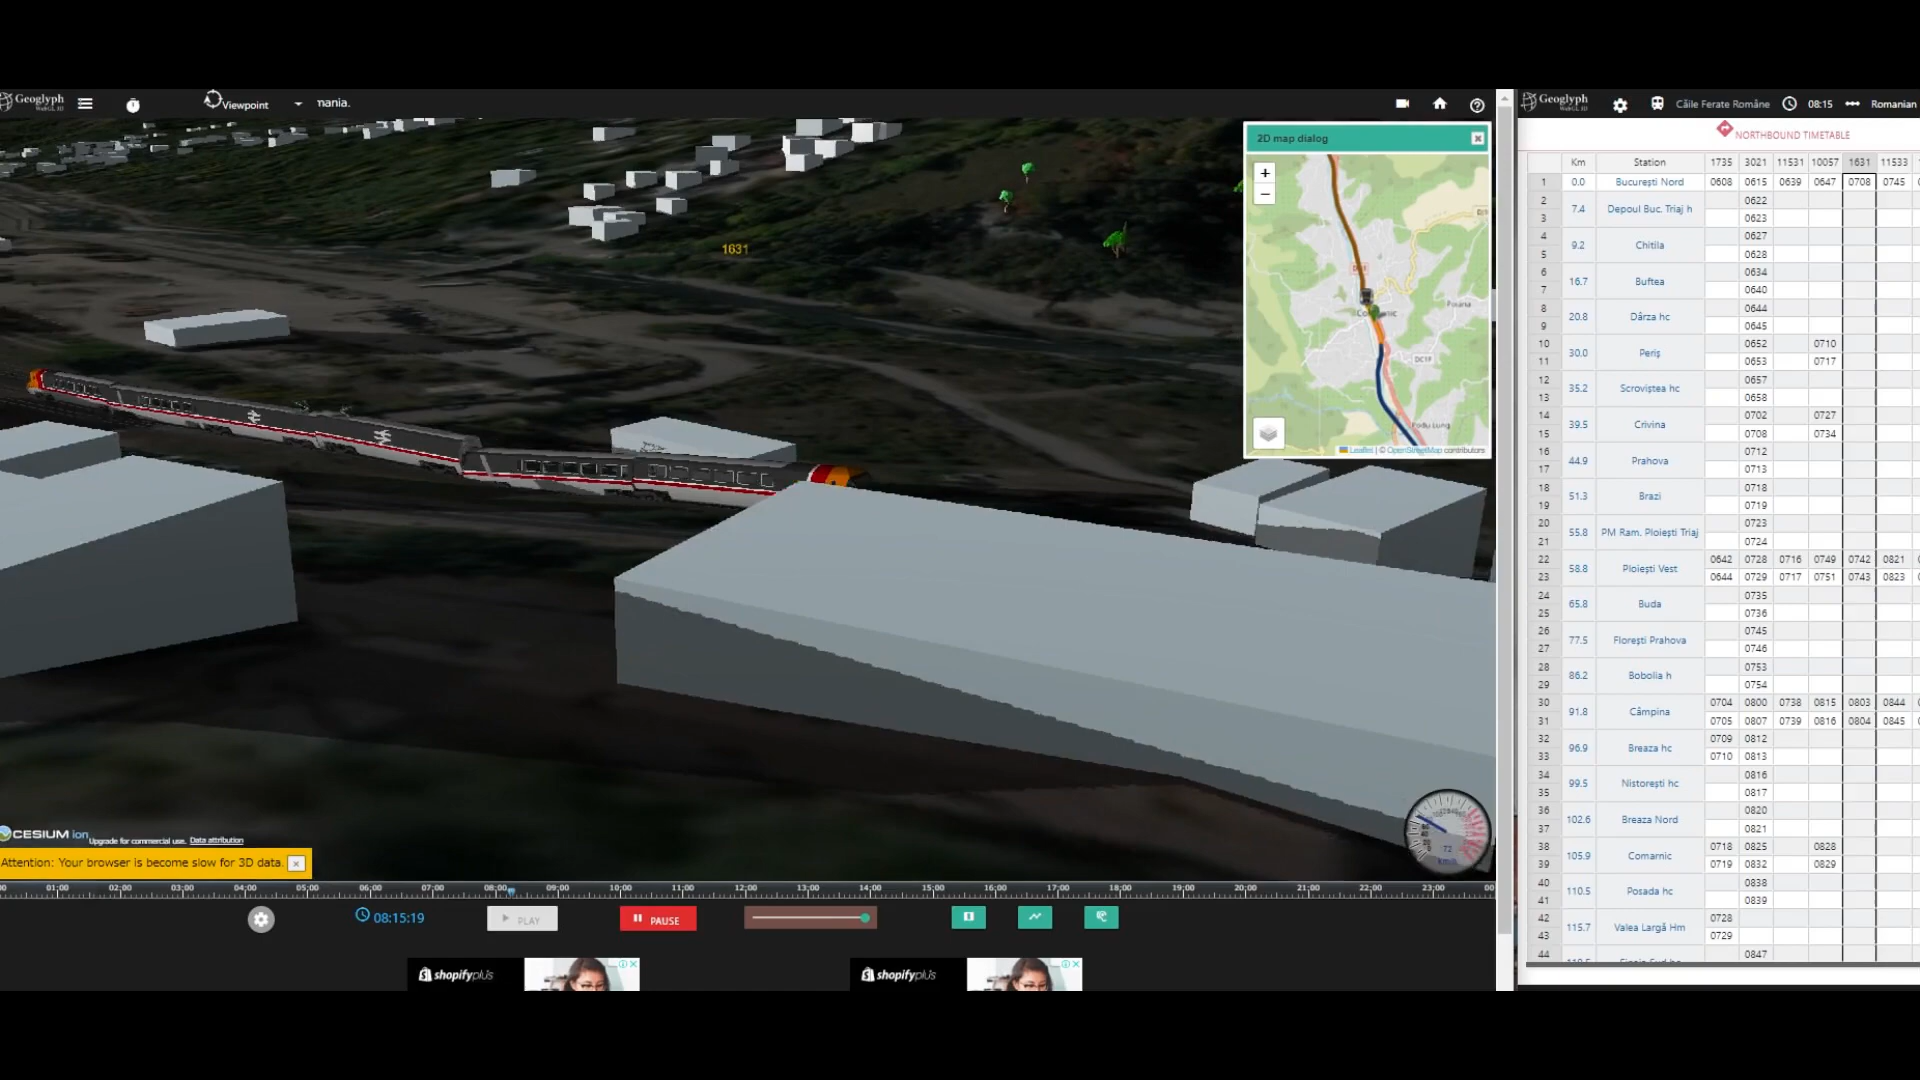 Geoglyph
Viewpoint
nania.
1631
2D map dialog
+
−
Poiana
DC1F
Podu Lung
Leaflet | © OpenStreetMap contributors
72
km/h
CESIUM ion
Upgrade for commercial use. Data attribution
Attention: Your browser is become slow for 3D data.
00 01:00 02:00 03:00 04:00 05:00 06:00 07:00 08:00 09:00 10:00 11:00 12:00 13:00 14:00 15:00 16:00 17:00 18:00 19:00 20:00 21:00 22:00 23:00 00
08:15:19
PLAY
PAUSE
shopifyplus
shopifyplus
Geoglyph
Căile Ferate Române
08:15
Romanian
NORTHBOUND TIMETABLE
Km Station 1735 3021 11531 10057 1631 11533
1 0.0 București Nord 0608 0615 0639 0647 0708 0745
2 7.4 Depoul Buc. Triaj h 0622
3 0623
4 9.2 Chitila 0627
5 0628
6 16.7 Buftea 0634
7 0640
8 20.8 Dârza hc 0644
9 0645
10 30.0 Periș 0652 0710
11 0653 0717
12 35.2 Scroviștea hc 0657
13 0658
14 39.5 Crivina 0702 0727
15 0708 0734
16 44.9 Prahova 0712
17 0713
18 51.3 Brazi 0718
19 0719
20 55.8 PM Ram. Ploiești Triaj 0723
21 0724
22 58.8 Ploiești Vest 0642 0728 0716 0749 0742 0821
23 0644 0729 0717 0751 0743 0823
24 65.8 Buda 0735
25 0736
26 77.5 Florești Prahova 0745
27 0746
28 86.2 Bobolia h 0753
29 0754
30 91.8 Câmpina 0704 0800 0738 0815 0803 0844
31 0705 0807 0739 0816 0804 0845
32 96.9 Breaza hc 0709 0812
33 0710 0813
34 99.5 Nistorești hc 0816
35 0817
36 102.6 Breaza Nord 0820
37 0821
38 105.9 Comarnic 0718 0825 0828
39 0719 0832 0829
40 110.5 Posada hc 0838
41 0839
42 115.7 Valea Largă Hm 0728
43 0729
44 0847